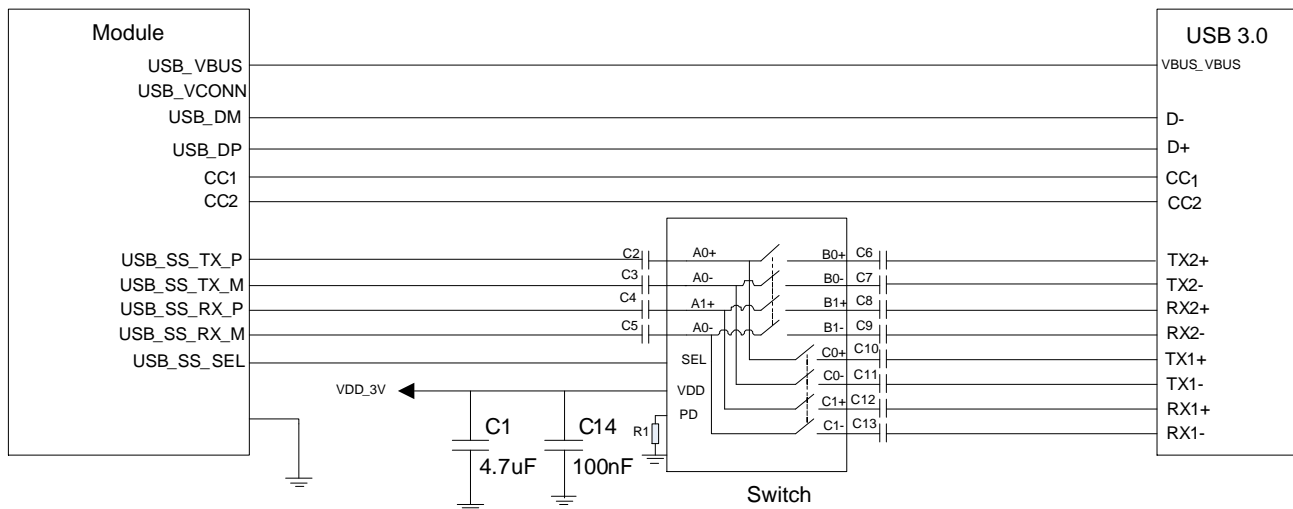 Module
USB_VBUS
USB_VCONN
USB_DM
USB_DP
CC1
CC2
USB_SS_TX_P
USB_SS_TX_M
USB_SS_RX_P
USB_SS_RX_M
USB_SS_SEL
VDD_3V
C1
4.7uF
C14
100nF
R1
C2
C3
C4
C5
A0+
A0-
A1+
A0-
SEL
VDD
PD
B0+
B0-
B1+
B1-
C0+
C0-
C1+
C1-
Switch
C6
C7
C8
C9
C10
C11
C12
C13
USB 3.0
VBUS_VBUS
D-
D+
CC1
CC2
TX2+
TX2-
RX2+
RX2-
TX1+
TX1-
RX1+
RX1-